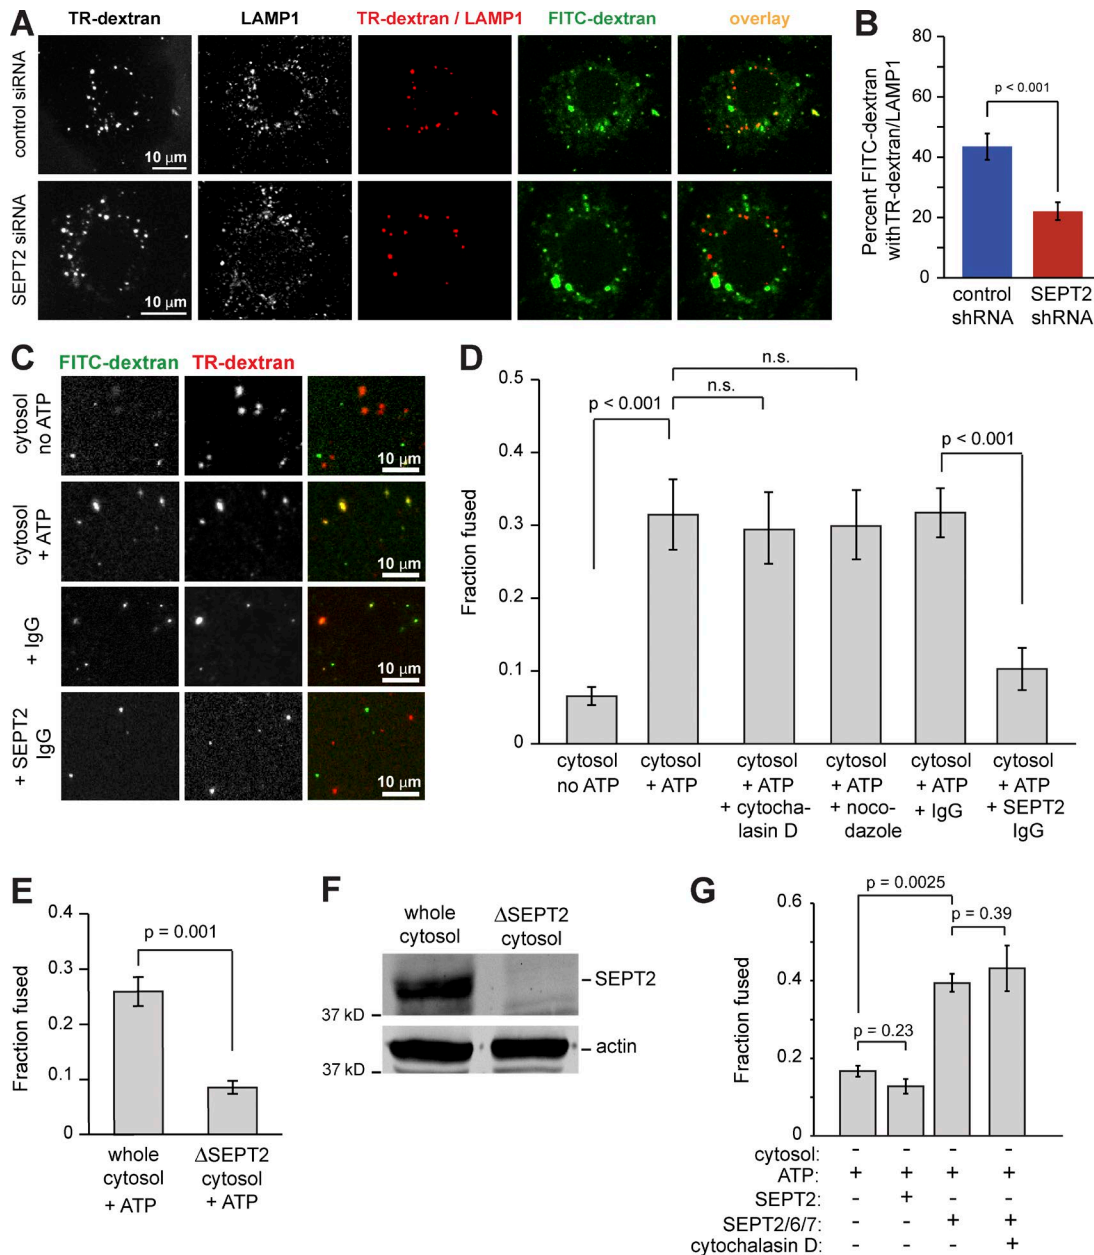 A
TR-dextran
LAMP1
TR-dextran / LAMP1
FITC-dextran
overlay
control siRNA
10 µm
SEPT2 siRNA
10 µm
B
Percent FITC-dextran
withTR-dextran/LAMP1
80
60
40
20
0
p < 0.001
control
shRNA
SEPT2
shRNA
C
FITC-dextran
TR-dextran
cytosol
no ATP
10 µm
cytosol
+ ATP
10 µm
+ IgG
10 µm
+ SEPT2
IgG
10 µm
D
Fraction fused
0.5
0.4
0.3
0.2
0.1
0
p < 0.001
n.s.
n.s.
p < 0.001
cytosol
no ATP
cytosol
+ ATP
cytosol
+ ATP
+ cytocha-
lasin D
cytosol
+ ATP
+ noco-
dazole
cytosol
+ ATP
+ IgG
cytosol
+ ATP
+ SEPT2
IgG
E
Fraction fused
0.4
0.3
0.2
0.1
0
p = 0.001
whole
cytosol
+ ATP
ΔSEPT2
cytosol
+ ATP
F
whole
cytosol
ΔSEPT2
cytosol
SEPT2
37 kD
actin
37 kD
G
Fraction fused
0.6
0.4
0.2
0
p = 0.0025
p = 0.39
p = 0.23
cytosol: - - - -
ATP: + + + +
SEPT2: - + - -
SEPT2/6/7: - - + +
cytochalasin D: - - - +